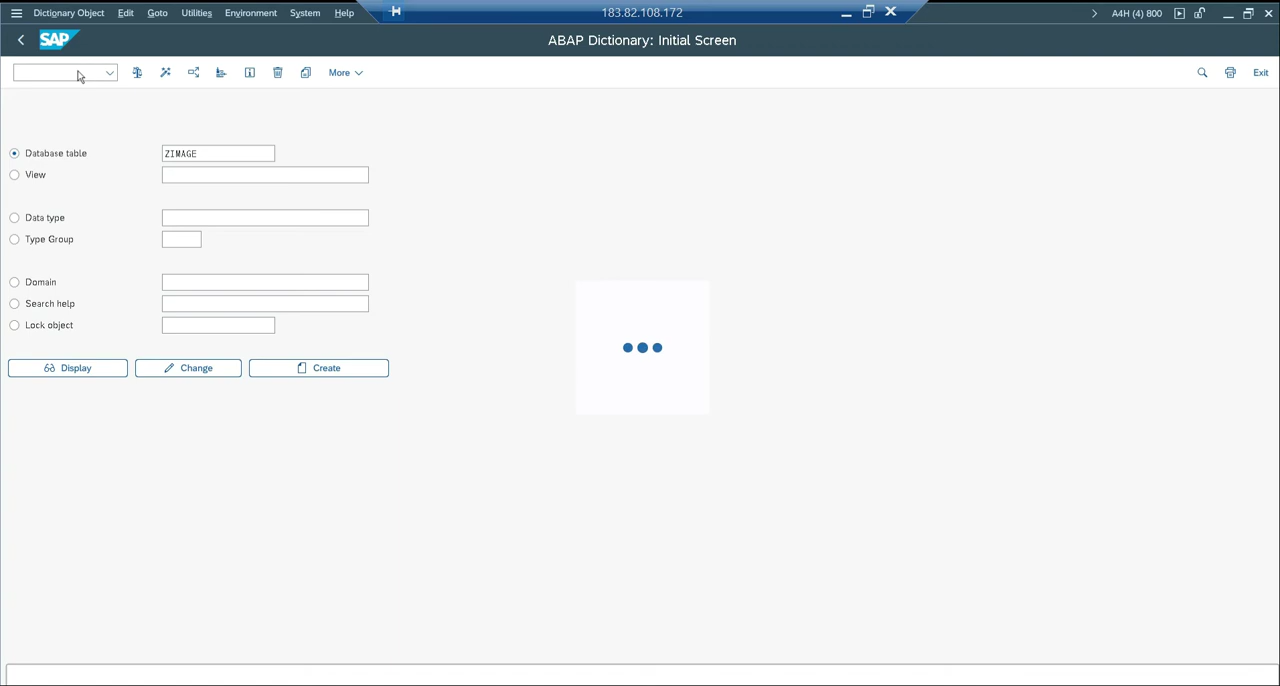 Dictionary Object Edit Goto Utilities Environment System Help 183.82.108.172 A4H (4) 800
SAP ABAP Dictionary: Initial Screen
More Exit
Database table ZIMAGE
View
Data type
Type Group
Domain
Search help
Lock object
Display Change Create